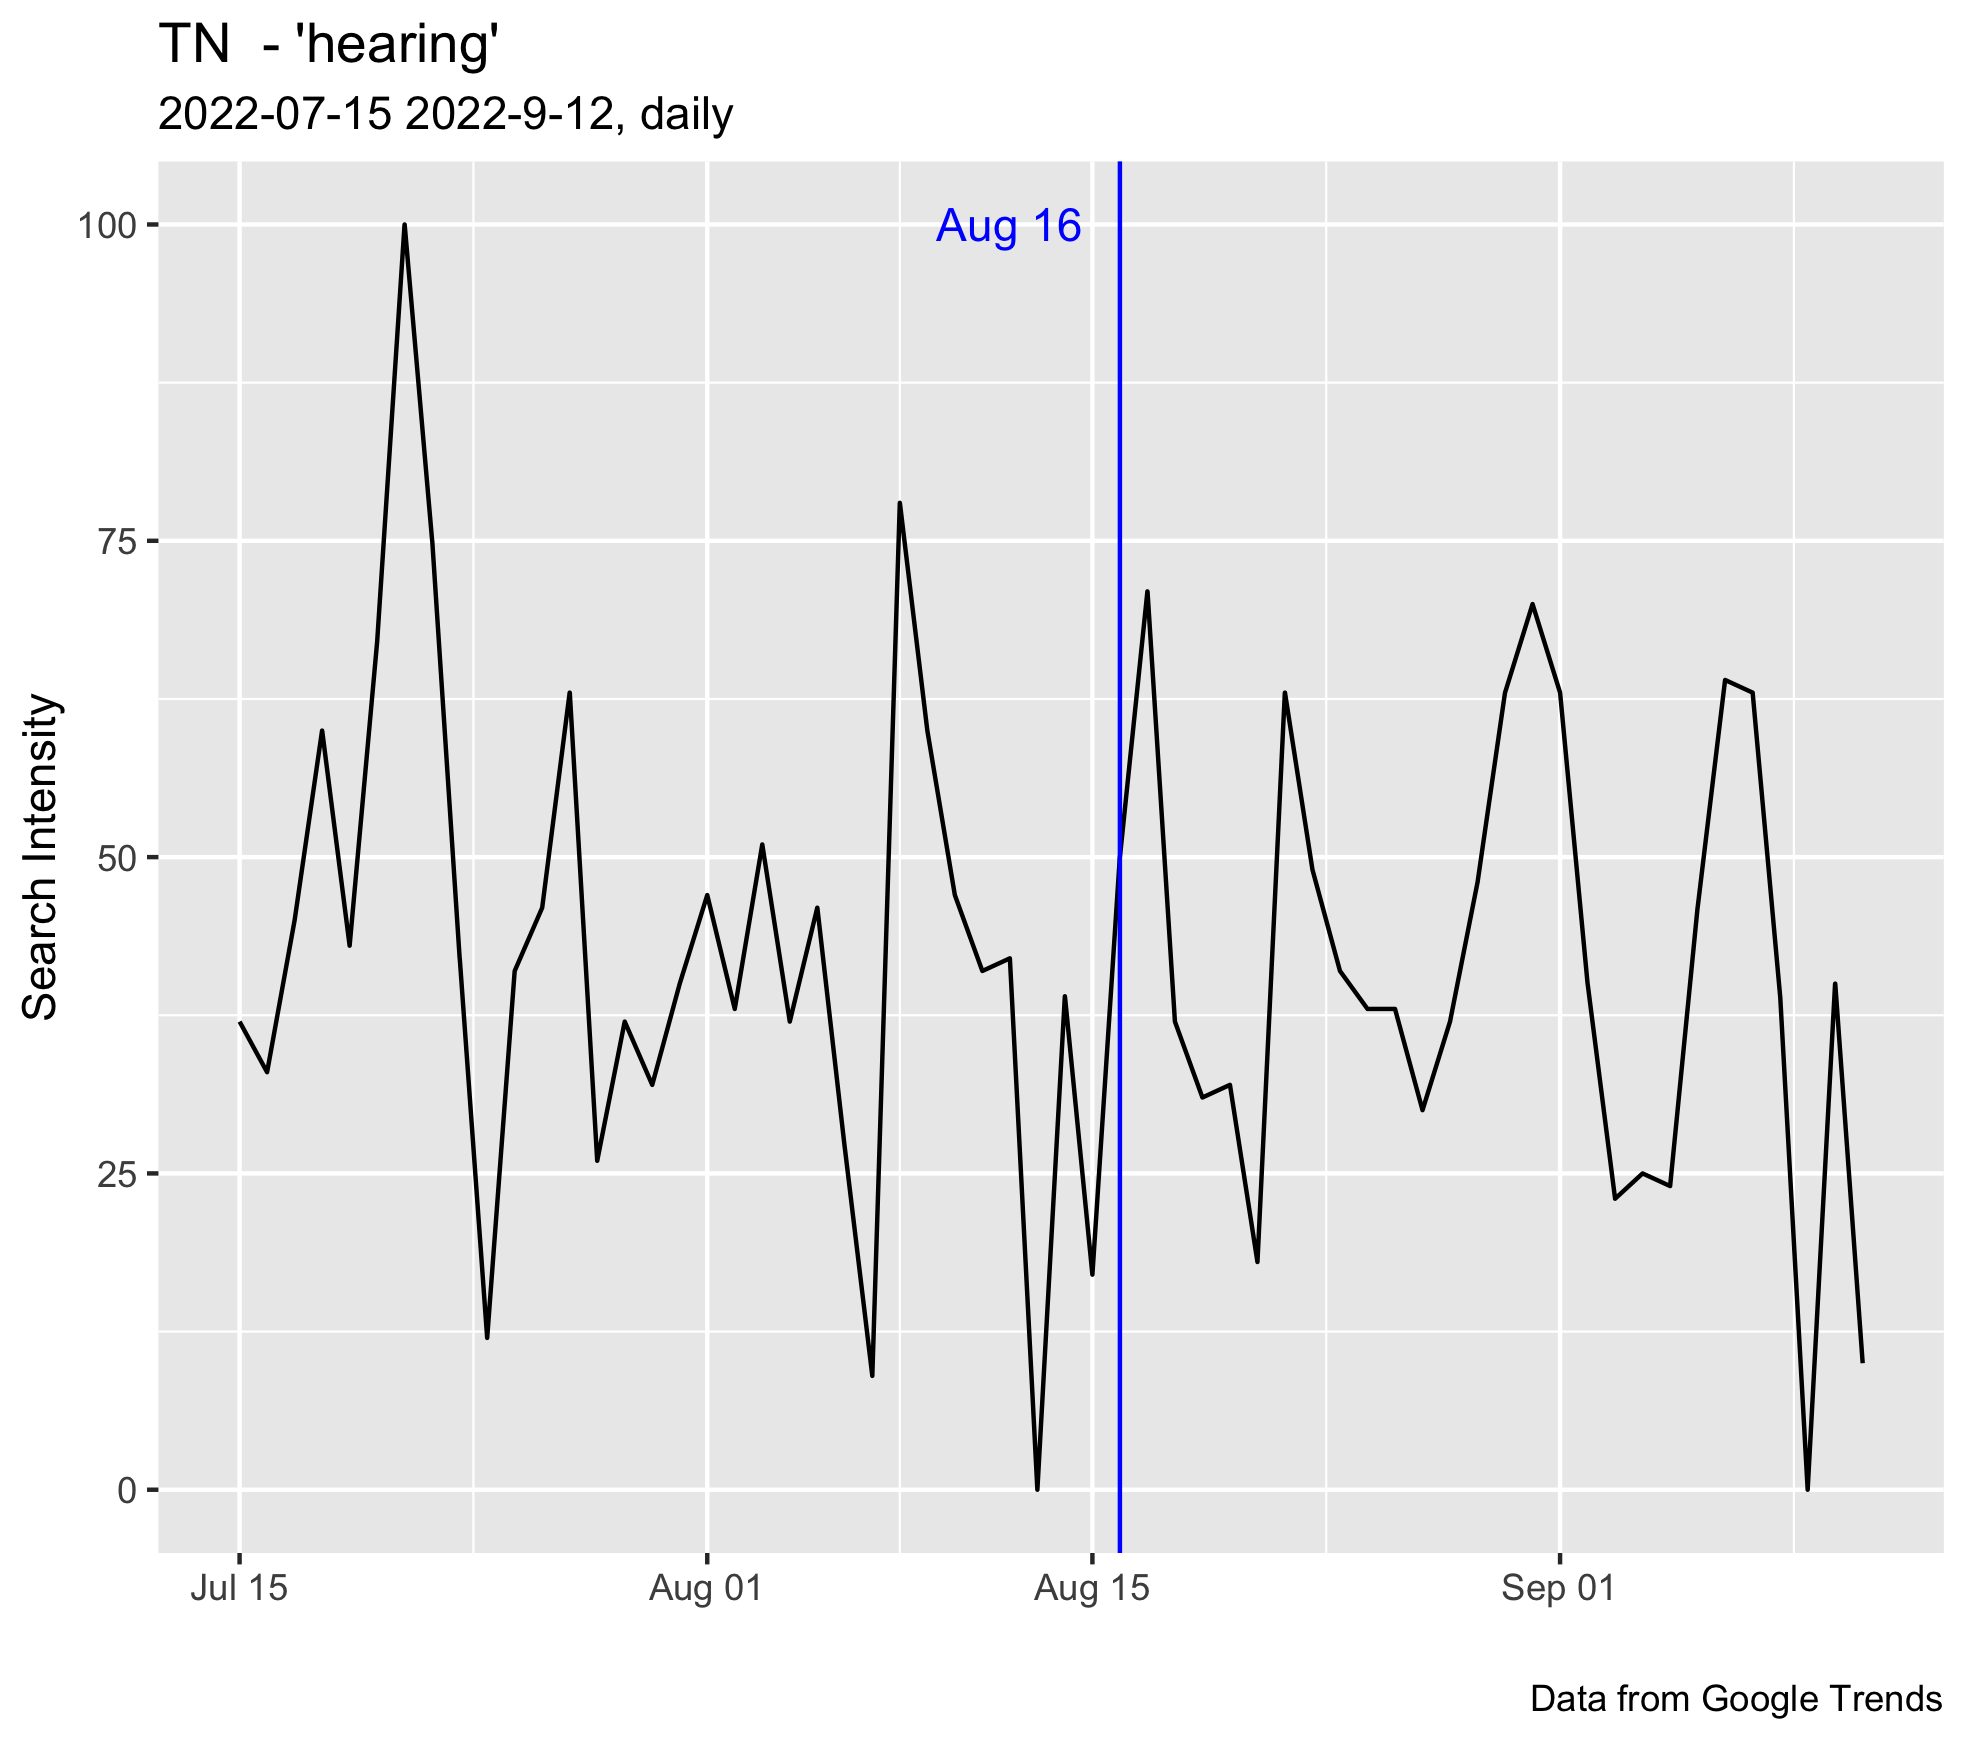 TN  - 'hearing'
2022-07-15 2022-9-12, daily
Aug 16
100
75
50
25
0
Search Intensity
Jul 15
Aug 01
Aug 15
Sep 01
Data from Google Trends